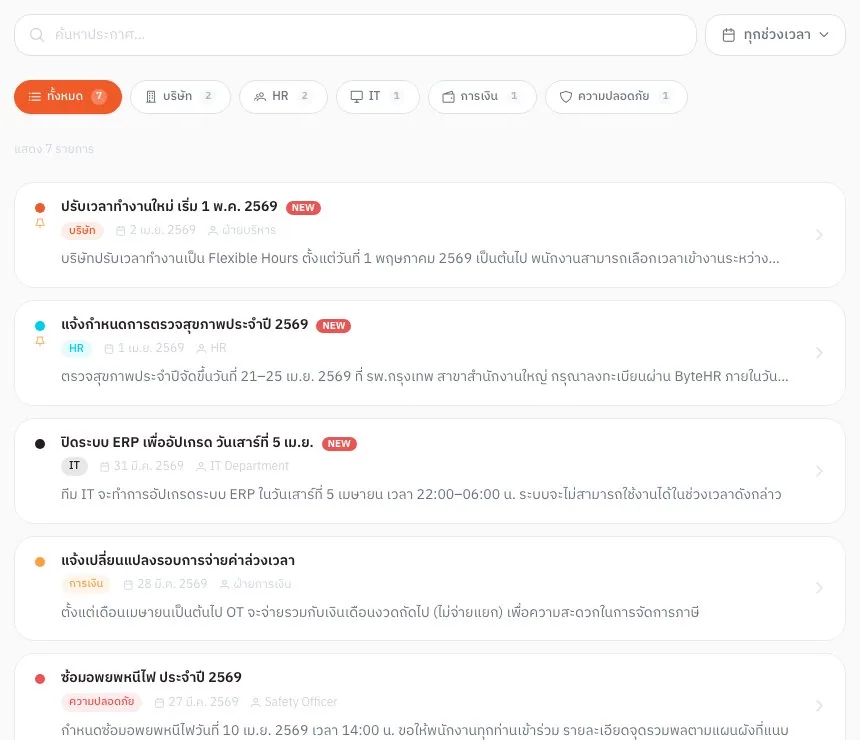 ค้นหาประกาศ...
ทุกช่วงเวลา
ทั้งหมด 7 บริษัท 2 HR 2 IT 1 การเงิน 1 ความปลอดภัย 1
แสดง 7 รายการ
ปรับเวลาทำงานใหม่ เริ่ม 1 พ.ค. 2569 NEW
บริษัท 2 เม.ย. 2569 ฝ่ายบริหาร
บริษัทปรับเวลาทำงานเป็น Flexible Hours ตั้งแต่วันที่ 1 พฤษภาคม 2569 เป็นต้นไป พนักงานสามารถเลือกเวลาเข้างานระหว่าง...
แจ้งกำหนดการตรวจสุขภาพประจำปี 2569 NEW
HR 1 เม.ย. 2569 HR
ตรวจสุขภาพประจำปีจัดขึ้นวันที่ 21–25 เม.ย. 2569 ที่ รพ.กรุงเทพ สาขาสำนักงานใหญ่ กรุณาลงทะเบียนผ่าน ByteHR ภายในวัน...
ปิดระบบ ERP เพื่ออัปเกรด วันเสาร์ที่ 5 เม.ย. NEW
IT 31 มี.ค. 2569 IT Department
ทีม IT จะทำการอัปเกรดระบบ ERP ในวันเสาร์ที่ 5 เมษายน เวลา 22:00–06:00 น. ระบบจะไม่สามารถใช้งานได้ในช่วงเวลาดังกล่าว
แจ้งเปลี่ยนแปลงรอบการจ่ายค่าล่วงเวลา
การเงิน 28 มี.ค. 2569 ฝ่ายการเงิน
ตั้งแต่เดือนเมษายนเป็นต้นไป OT จะจ่ายรวมกับเงินเดือนงวดถัดไป (ไม่จ่ายแยก) เพื่อความสะดวกในการจัดการภาษี
ซ้อมอพยพหนีไฟ ประจำปี 2569
ความปลอดภัย 27 มี.ค. 2569 Safety Officer
กำหนดซ้อมอพยพหนีไฟวันที่ 10 เม.ย. 2569 เวลา 14:00 น. ขอให้พนักงานทุกท่านเข้าร่วม รายละเอียดจุดรวมพลตามแผนผังที่แนบ